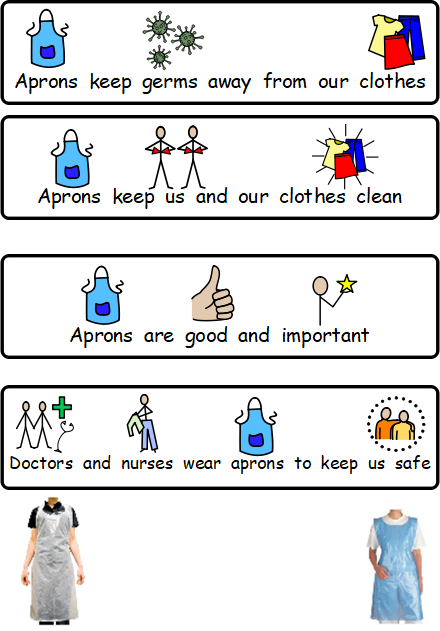 Aprons keep germs away from our clothes
Aprons keep us and our clothes clean
Aprons are good and important
Doctors and nurses wear aprons to keep us safe